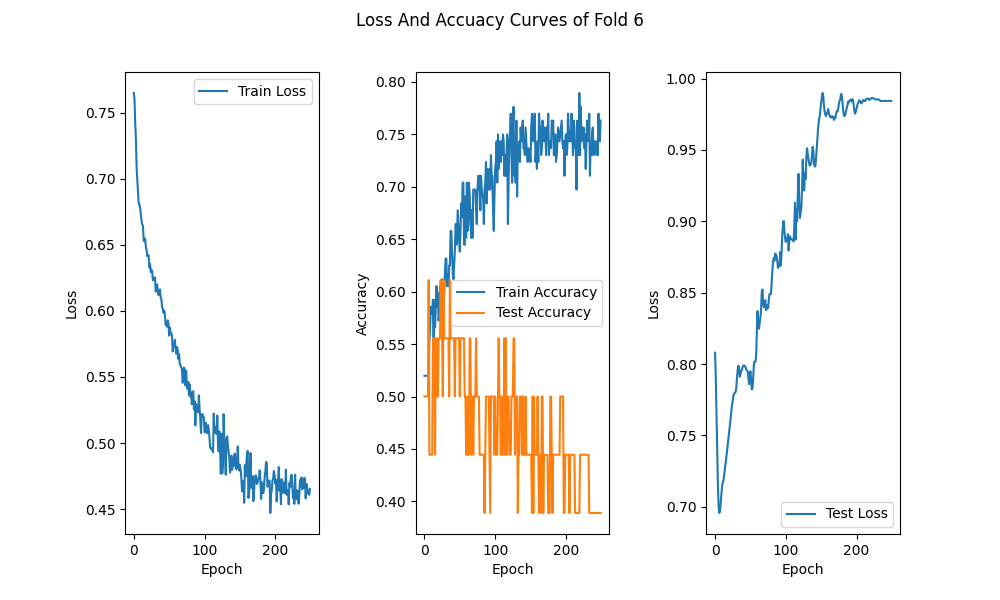 Loss And Accuacy Curves of Fold 6
Loss
0.75
0.70
0.65
0.60
0.55
0.50
0.45
0
100
200
Epoch
Train Loss
Accuracy
0.80
0.75
0.70
0.65
0.60
0.55
0.50
0.45
0.40
0
100
200
Epoch
Train Accuracy
Test Accuracy
Loss
1.00
0.95
0.90
0.85
0.80
0.75
0.70
0
100
200
Epoch
Test Loss